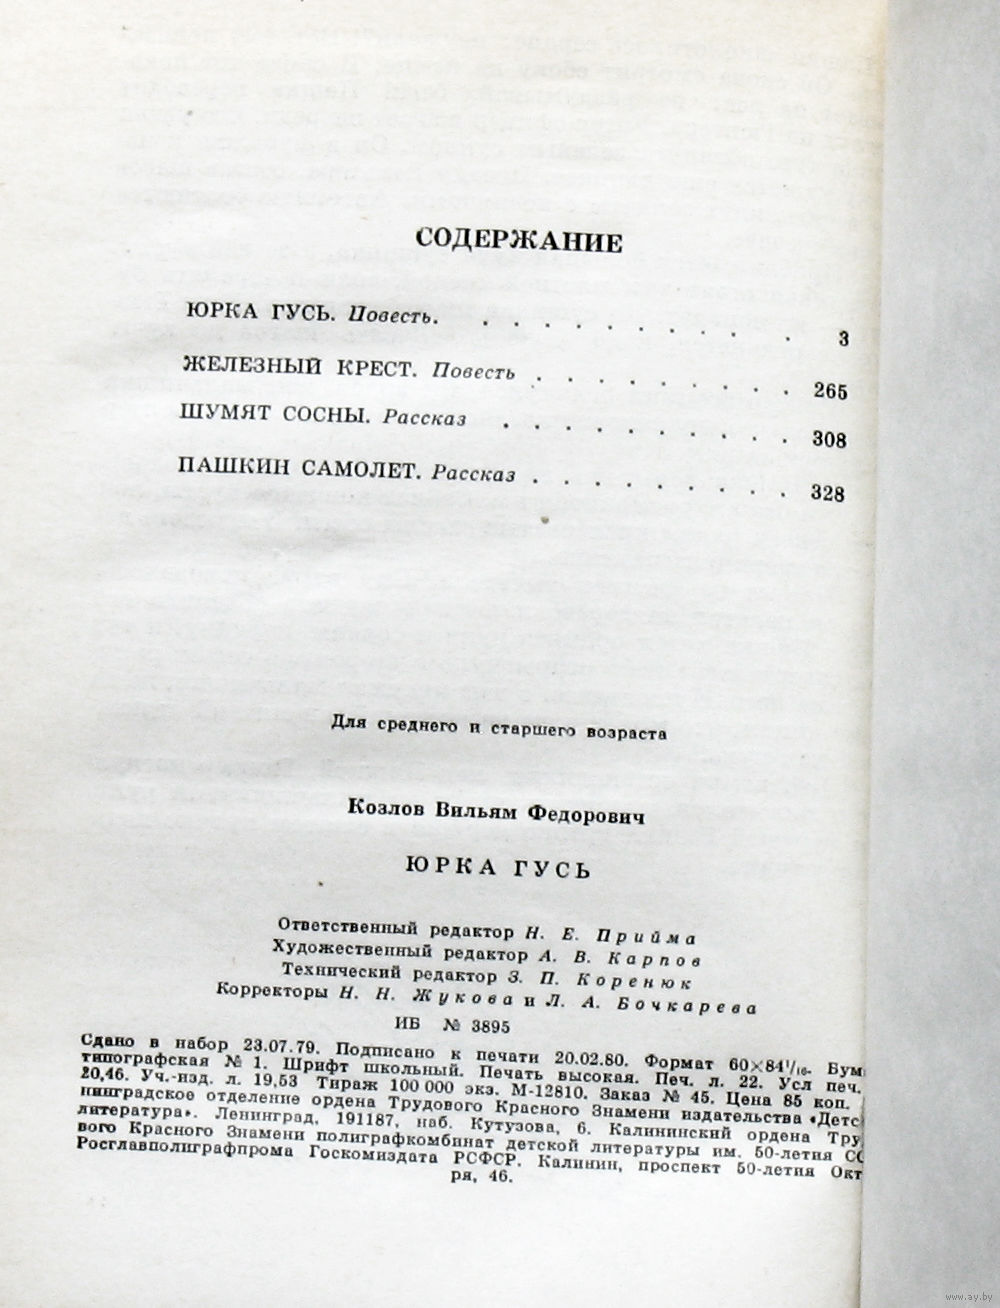 СОДЕРЖАНИЕ
ЮРКА ГУСЬ. Повесть. . . . . . . . . . . 3
ЖЕЛЕЗНЫЙ КРЕСТ. Повесть . . . . . . . . . 265
ШУМЯТ СОСНЫ. Рассказ . . . . . . . . . . 308
ПАШКИН САМОЛЕТ. Рассказ . . . . . . . . . 328
Для среднего и старшего возраста
Козлов Вильям Федорович
ЮРКА ГУСЬ
Ответственный редактор Н. Е. Прийма
Художественный редактор А. В. Карпов
Технический редактор З. П. Коренюк
Корректоры Н. Н. Жукова и Л. А. Бочкарева
ИБ № 3895
Сдано в набор 23.07.79. Подписано к печати 20.02.80. Формат 60×84¹/₁₆. Бум
типографская № 1. Шрифт школьный. Печать высокая. Печ. л. 22. Усл печ.
20,46. Уч.-изд. л. 19,53 Тираж 100 000 экз. М-12810. Заказ № 45. Цена 85 коп.
нинградское отделение ордена Трудового Красного Знамени издательства «Детс
литература». Ленинград, 191187, наб. Кутузова, 6. Калининский ордена Тру
вого Красного Знамени полиграфкомбинат детской литературы им. 50-летия СС
Росглавполиграфпрома Госкомиздата РСФСР. Калинин, проспект 50-летия Окт
ря, 46.
www.ay.by